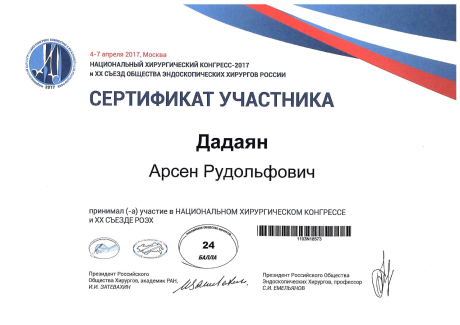 4-7 апреля 2017, Москва
НАЦИОНАЛЬНЫЙ ХИРУРГИЧЕСКИЙ КОНГРЕСС-2017
и XX СЪЕЗД ОБЩЕСТВА ЭНДОСКОПИЧЕСКИХ ХИРУРГОВ РОССИИ
2017
СЕРТИФИКАТ УЧАСТНИКА
Дадаян
Арсен Рудольфович
принимал (-а) участие в НАЦИОНАЛЬНОМ ХИРУРГИЧЕСКОМ КОНГРЕССЕ
и XX СЪЕЗДЕ РОЭХ
24
БАЛЛА
Президент Российского
Общества Хирургов, академик РАН,
И.И. ЗАТЕВАХИН
Президент Российского Общества
Эндоскопических Хирургов, профессор
С.И. ЕМЕЛЬЯНОВ